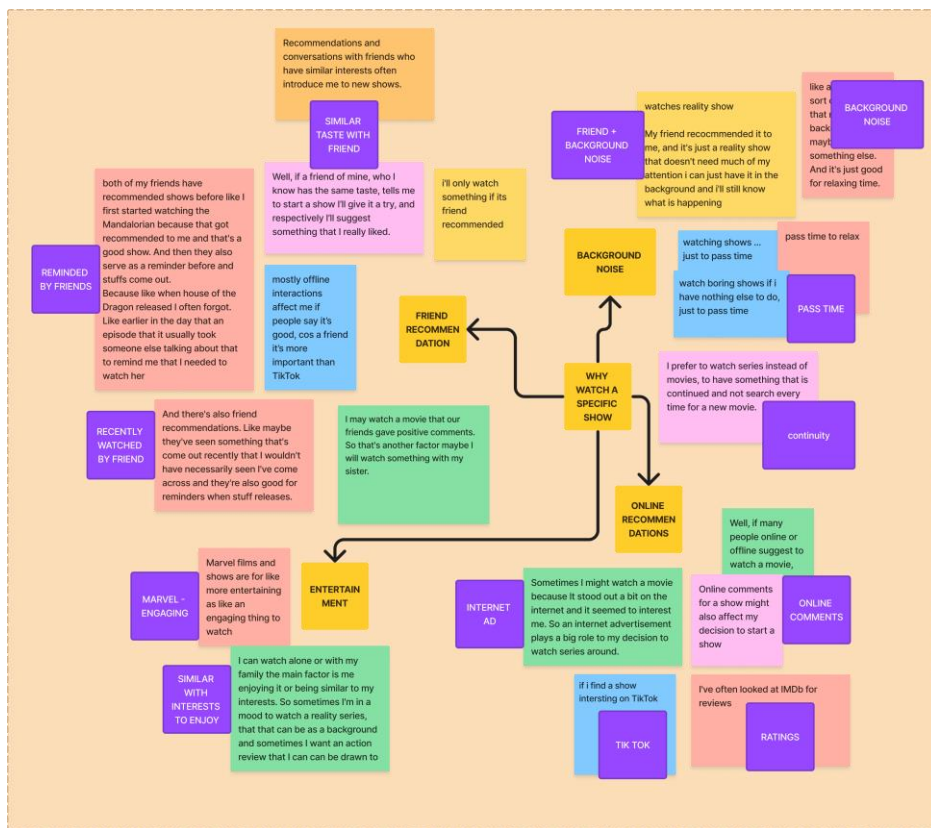 Recommendations and
conversations with friends who
have similar interests often
introduce me to new shows.
SIMILAR
TASTE WITH
FRIEND
Well, if a friend of mine, who I
know has the same taste, tells me
to start a show I'll give it a try, and
respectively I'll suggest
something that I really liked.
i'll only watch
something if its
friend
recommended
both of my friends have
recommended shows before like I
first started watching the
Mandalorian because that got
recommended to me and that's a
good show. And then they also
serve as a reminder before and
stuffs come out.
Because like when house of the
Dragon released I often forgot.
Like earlier in the day that an
episode that it usually took
someone else talking about that
to remind me that I needed to
watch her
REMINDED
BY FRIENDS
mostly offline
interactions
affect me if
people say it's
good, cos a friend
it's more
important than
TikTok
FRIEND
RECOMMEN
DATION
RECENTLY
WATCHED
BY FRIEND
And there's also friend
recommendations. Like maybe
they've seen something that's
come out recently that I wouldn't
have necessarily seen I've come
across and they're also good for
reminders when stuff releases.
I may watch a movie that our
friends gave positive comments.
So that's another factor maybe I
will watch something with my
sister.
watches reality show
My friend recocmmended it to
me, and it's just a reality show
that doesn't need much of my
attention i can just have it in the
background and i'll still know
what is happening
FRIEND +
BACKGROUND
NOISE
like a
sort
that
back
mayb
something else.
And it's just good
for relaxing time.
BACKGROUND
NOISE
BACKGROUND
NOISE
watching shows ...
just to pass time
pass time to relax
watch boring shows if i
have nothing else to do,
just to pass time
PASS TIME
WHY
WATCH A
SPECIFIC
SHOW
I prefer to watch series instead of
movies, to have something that is
continued and not search every
time for a new movie.
continuity
ONLINE
RECOMMEN
DATIONS
ENTERTAIN
MENT
MARVEL -
ENGAGING
Marvel films and
shows are for like
more entertaining
as like an
engaging thing to
watch
SIMILAR
WITH
INTERESTS
TO ENJOY
I can watch alone or with my
family the main factor is me
enjoying it or being similar to my
interests. So sometimes I'm in a
mood to watch a reality series,
that that can be as a background
and sometimes I want an action
review that I can can be drawn to
INTERNET
AD
Sometimes I might watch a movie
because it stood out a bit on the
internet and it seemed to interest
me. So an internet advertisement
plays a big role to my decision to
watch series around.
Well, if many
people online or
offline suggest to
watch a movie,
Online comments
for a show might
also affect my
decision to start a
show
ONLINE
COMMENTS
if i find a show
intersting on TikTok
TIK TOK
I've often looked at IMDb for
reviews
RATINGS